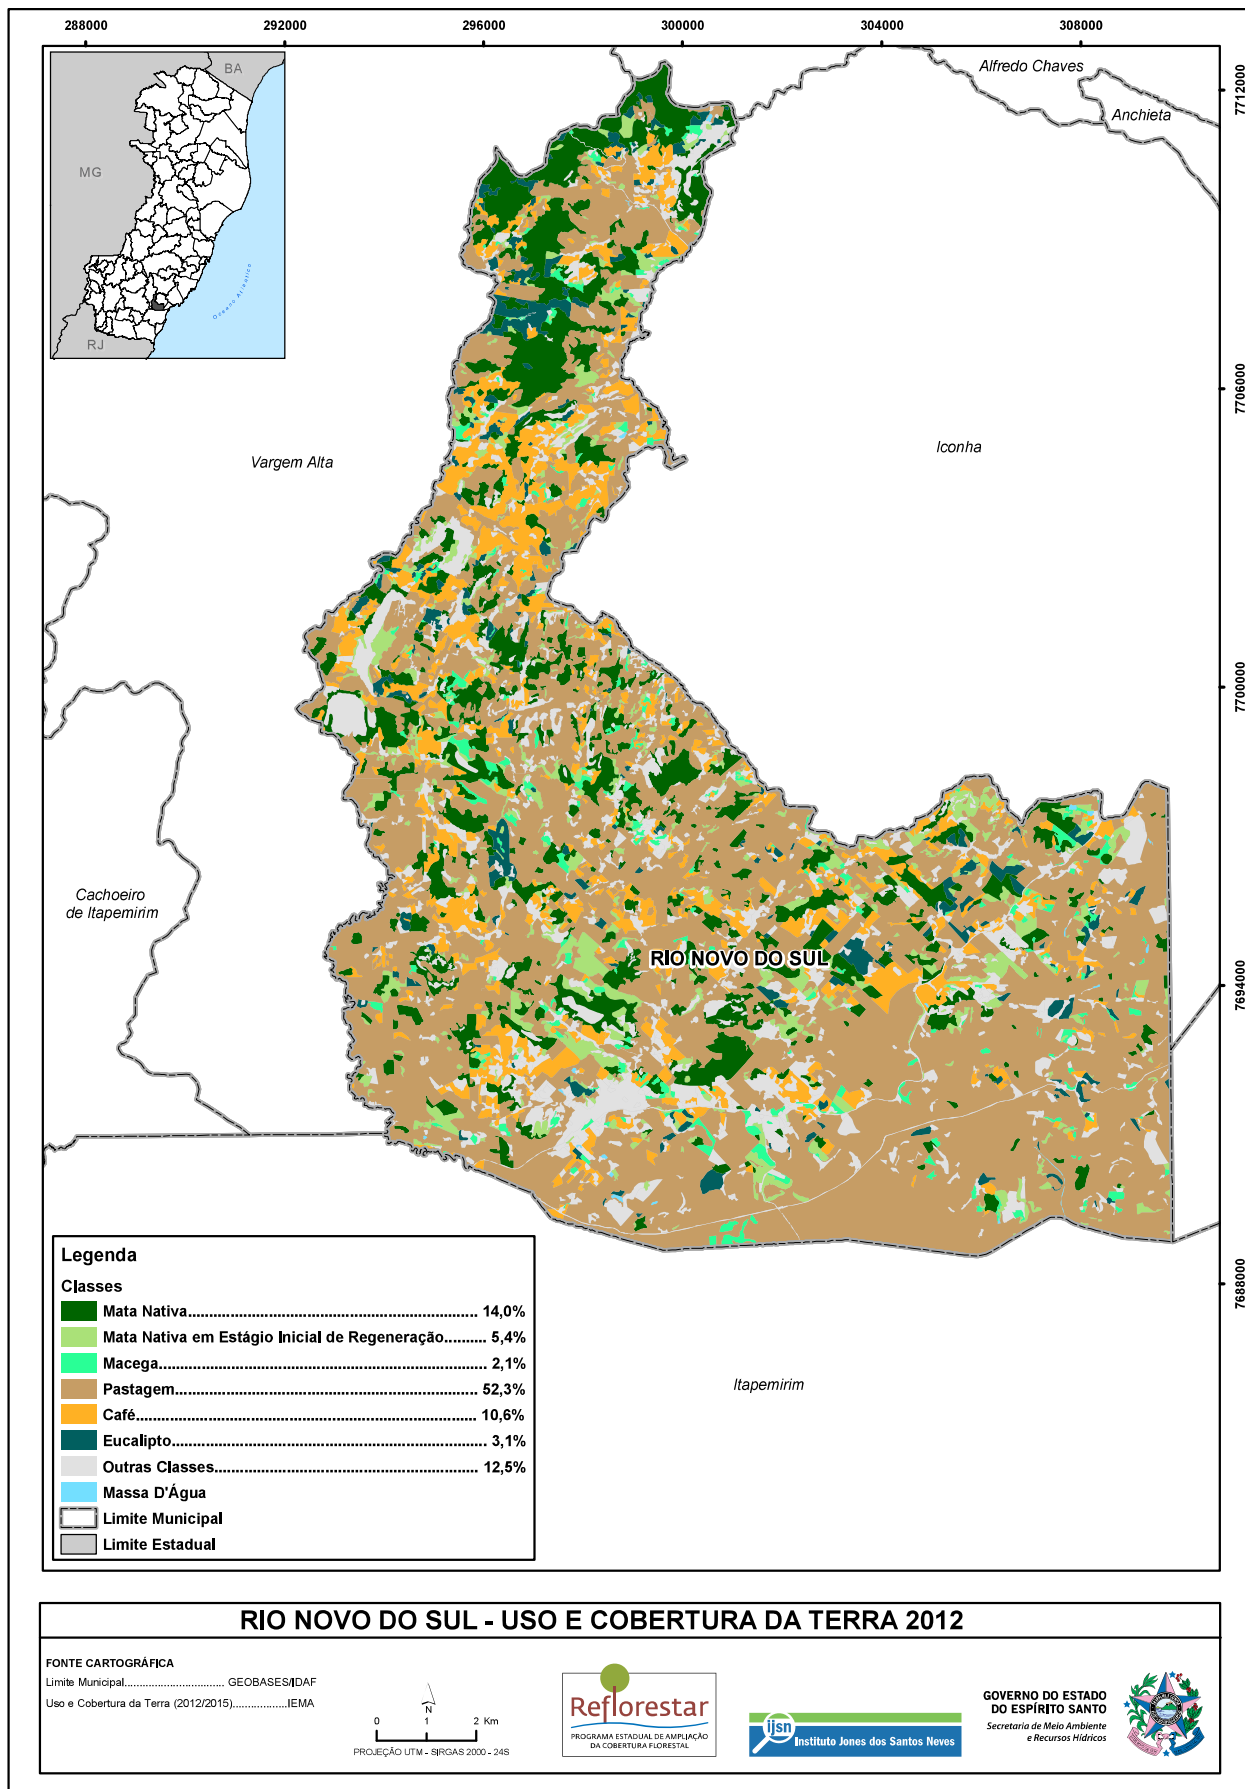 288000 292000 296000 300000 304000 308000
BA
MG
RJ
Oceano Atlântico
Alfredo Chaves
Anchieta
7712000
7706000
Iconha
Vargem Alta
7700000
Cachoeiro
de Itapemirim
RIO NOVO DO SUL
7694000
7688000
Itapemirim
Legenda
Classes
Mata Nativa................................................................ 14,0%
Mata Nativa em Estágio Inicial de Regeneração.......... 5,4%
Macega........................................................................ 2,1%
Pastagem.................................................................... 52,3%
Café............................................................................ 10,6%
Eucalipto..................................................................... 3,1%
Outras Classes........................................................... 12,5%
Massa D'Água
Limite Municipal
Limite Estadual
RIO NOVO DO SUL - USO E COBERTURA DA TERRA 2012
FONTE CARTOGRÁFICA
Limite Municipal................................. GEOBASES/IDAF
Uso e Cobertura da Terra (2012/2015)..................IEMA
N
0 1 2 Km
PROJEÇÃO UTM - SIRGAS 2000 - 24S
Reflorestar
PROGRAMA ESTADUAL DE AMPLIAÇÃO
DA COBERTURA FLORESTAL
ijsn
Instituto Jones dos Santos Neves
GOVERNO DO ESTADO
DO ESPÍRITO SANTO
Secretaria de Meio Ambiente
e Recursos Hídricos